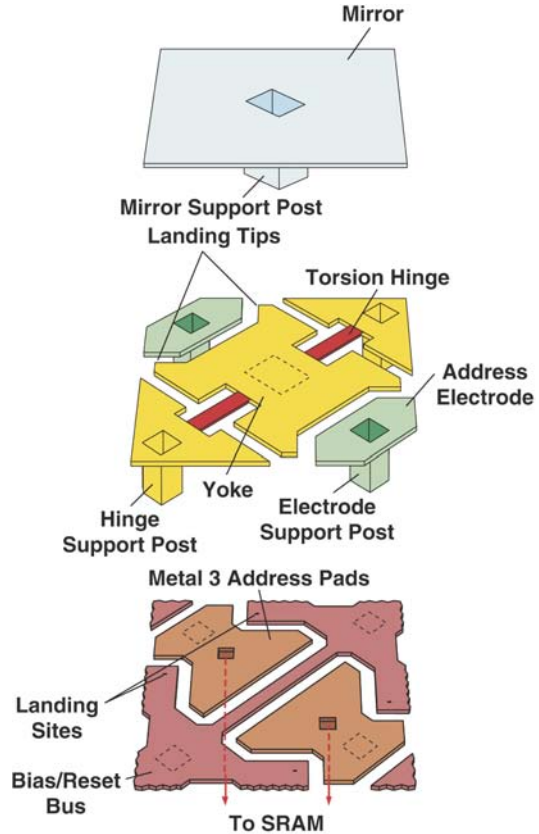 Mirror
Mirror Support Post
Landing Tips
Torsion Hinge
Address
Electrode
Yoke
Hinge
Support Post
Electrode
Support Post
Metal 3 Address Pads
Landing
Sites
Bias/Reset
Bus
To SRAM